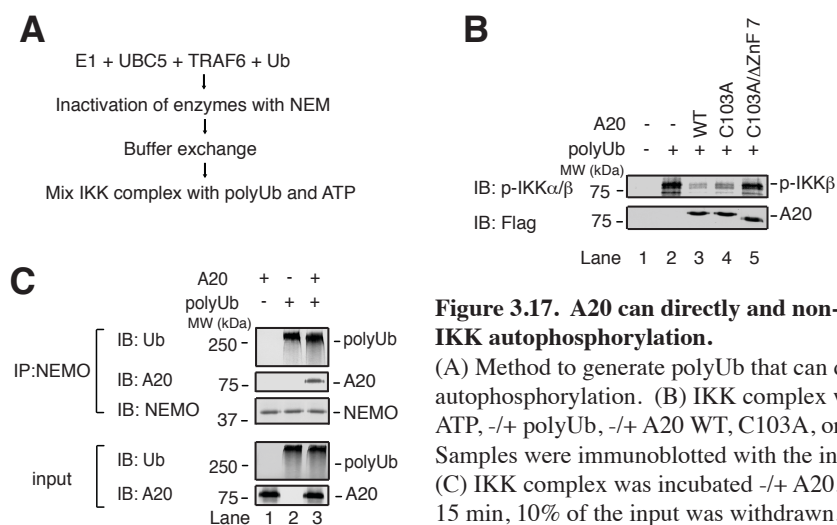 A
E1 + UBC5 + TRAF6 + Ub
Inactivation of enzymes with NEM
Buffer exchange
Mix IKK complex with polyUb and ATP
B
A20 - - WT C103A C103A/ΔZnF 7
polyUb - + + + +
MW (kDa)
IB: p-IKKα/β 75 - -p-IKKβ
IB: Flag 75 - -A20
Lane 1 2 3 4 5
C
A20 + - +
polyUb - + +
MW (kDa)
IP:NEMO
IB: Ub 250 - -polyUb
IB: A20 75 - -A20
IB: NEMO 37 - -NEMO
input
IB: Ub 250 - -polyUb
IB: A20 75 - -A20
Lane 1 2 3
Figure 3.17. A20 can directly and non-
IKK autophosphorylation.
(A) Method to generate polyUb that can
autophosphorylation. (B) IKK complex
ATP, -/+ polyUb, -/+ A20 WT, C103A,
Samples were immunoblotted with the
(C) IKK complex was incubated -/+ A20.
15 min, 10% of the input was withdrawn